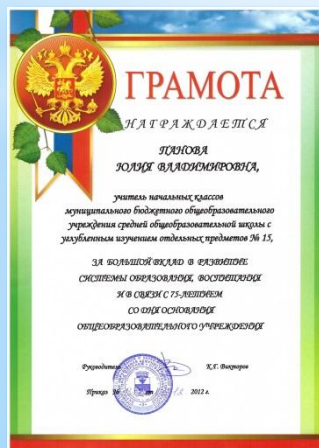 ГРАМОТА
НАГРАЖДАЕТСЯ
ПАНОВА
ЮЛИЯ ВЛАДИМИРОВНА,
учитель начальных классов
муниципального бюджетного общеобразовательного
учреждения средней общеобразовательной школы с
углубленным изучением отдельных предметов № 15,
ЗА БОЛЬШОЙ ВКЛАД В РАЗВИТИЕ
СИСТЕМЫ ОБРАЗОВАНИЯ, ВОСПИТАНИЯ
И В СВЯЗИ С 75-ЛЕТИЕМ
СО ДНЯ ОСНОВАНИЯ
ОБЩЕОБРАЗОВАТЕЛЬНОГО УЧРЕЖДЕНИЯ
Руководитель К.Г. Викторов
Приказ № от 2012 г.